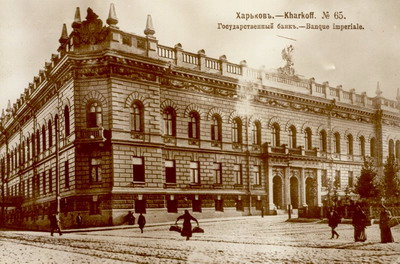 Харьковъ.—Kharkoff. № 65.
Государственный банкъ.—Banque imperiale.